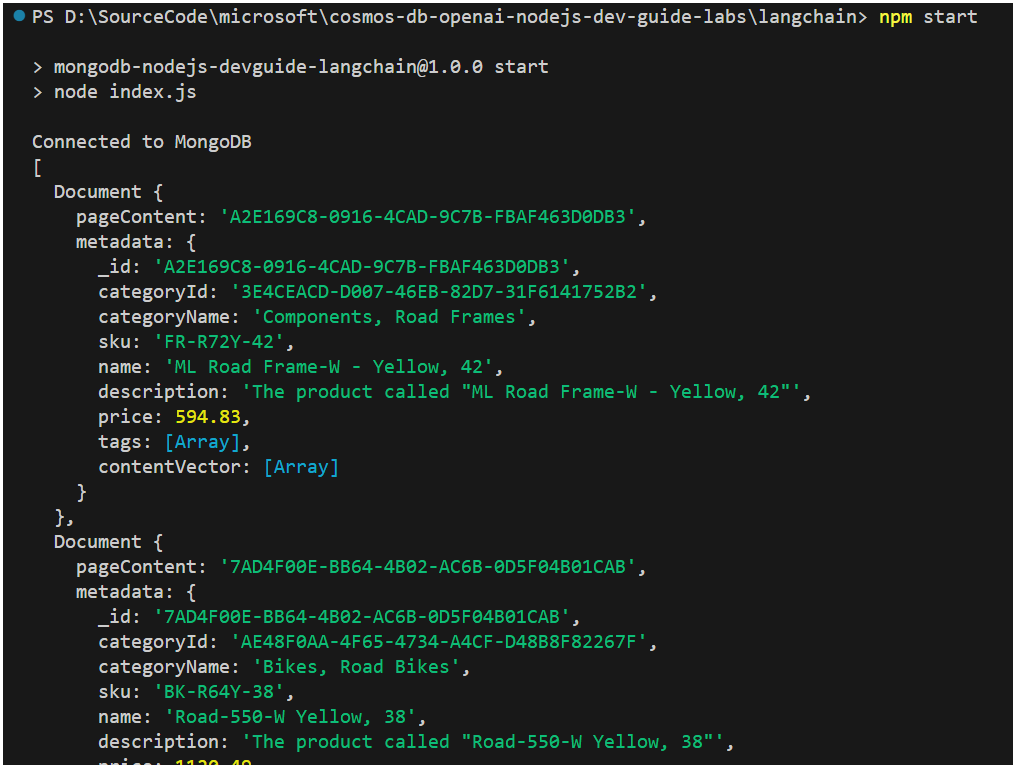 PS D:\SourceCode\microsoft\cosmos-db-openai-nodejs-dev-guide-labs\langchain> npm start
> mongodb-nodejs-devguide-langchain@1.0.0 start
> node index.js
Connected to MongoDB
[
  Document {
    pageContent: 'A2E169C8-0916-4CAD-9C7B-FBAF463D0DB3',
    metadata: {
      _id: 'A2E169C8-0916-4CAD-9C7B-FBAF463D0DB3',
      categoryId: '3E4CEACD-D007-46EB-82D7-31F6141752B2',
      categoryName: 'Components, Road Frames',
      sku: 'FR-R72Y-42',
      name: 'ML Road Frame-W - Yellow, 42',
      description: 'The product called "ML Road Frame-W - Yellow, 42"',
      price: 594.83,
      tags: [Array],
      contentVector: [Array]
    }
  },
  Document {
    pageContent: '7AD4F00E-BB64-4B02-AC6B-0D5F04B01CAB',
    metadata: {
      _id: '7AD4F00E-BB64-4B02-AC6B-0D5F04B01CAB',
      categoryId: 'AE48F0AA-4F65-4734-A4CF-D48B8F82267F',
      categoryName: 'Bikes, Road Bikes',
      sku: 'BK-R64Y-38',
      name: 'Road-550-W Yellow, 38',
      description: 'The product called "Road-550-W Yellow, 38"',
      price: 1120.49